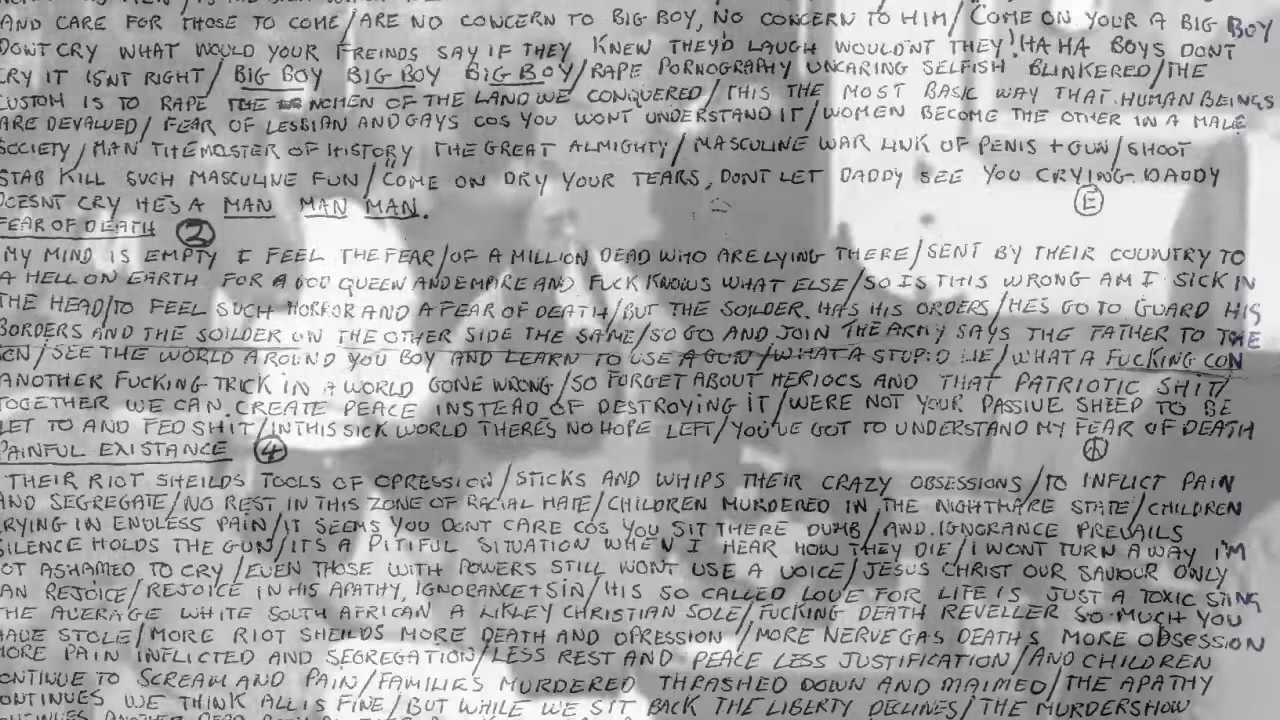 AND CARE FOR THOSE TO COME/ARE NO CONCERN TO BIG BOY, NO CONCERN TO HIM/COME ON YOUR A BIG BOY
DONT CRY WHAT WOULD YOUR FREINDS SAY IF THEY KNEW THEY'D LAUGH WOULDN'T THEY! HA HA BOYS DONT
CRY IT ISNT RIGHT/BIG BOY BIG BOY BIG BOY/RAPE PORNOGRAPHY UNCARING SELFISH BLINKERED/THE
CUSTOM IS TO RAPE THE WOMEN OF THE LAND WE CONQUERED/THIS THE MOST BASIC WAY THAT HUMAN BEINGS
ARE DEVALUED/FEAR OF LESBIAN AND GAYS COS YOU WONT UNDERSTAND IT/WOMEN BECOME THE OTHER IN A MALE
SOCIETY/MAN THE MASTER OF HISTORY THE GREAT ALMIGHTY/MASCULINE WAR LINK OF PENIS + GUN/SHOOT
STAB KILL SUCH MASCULINE FUN/"COME ON DRY YOUR TEARS, DONT LET DADDY SEE YOU CRYING. DADDY
DOESNT CRY HE'S A MAN MAN MAN. E
FEAR OF DEATH 2
MY MIND IS EMPTY I FEEL THE FEAR/OF A MILLION DEAD WHO ARE LYING THERE/SENT BY THEIR COUNTRY TO
A HELL ON EARTH FOR A GOD QUEEN AND EMPIRE AND FUCK KNOWS WHAT ELSE/SO IS THIS WRONG AM I SICK IN
THE HEAD/TO FEEL SUCH HORROR AND A FEAR OF DEATH/BUT THE SOILDER HAS HIS ORDERS/HE'S GO TO GUARD HIS
BORDERS AND THE SOILDER ON THE OTHER SIDE THE SAME/SO GO AND JOIN THE ARMY SAYS THE FATHER TO THE
SON/SEE THE WORLD AROUND YOU BOY AND LEARN TO USE A GUN/WHAT A STUPID LIE/WHAT A FUCKING CON
ANOTHER FUCKING TRICK IN A WORLD GONE WRONG/SO FORGET ABOUT HERIOCS AND THAT PATRIOTIC SHIT/
TOGETHER WE CAN CREATE PEACE INSTEAD OF DESTROYING IT/WERE NOT YOUR PASSIVE SHEEP TO BE
LET TO AND FED SHIT/IN THIS SICK WORLD THERE'S NO HOPE LEFT/YOU'VE GOT TO UNDERSTAND MY FEAR OF DEATH
PAINFUL EXISTANCE 4
THEIR RIOT SHEILDS TOOLS OF OPRESSION/STICKS AND WHIPS THEIR CRAZY OBSESSIONS/TO INFLICT PAIN
AND SEGREGATE/NO REST IN THIS ZONE OF RACIAL HATE/CHILDREN MURDERED IN THE NIGHTMARE STATE/CHILDREN
CRYING IN ENDLESS PAIN/IT SEEMS YOU DONT CARE COS YOU SIT THERE DUMB/AND IGNORANCE PREVAILS
SILENCE HOLDS THE GUN/ITS A PITIFUL SITUATION WHEN I HEAR HOW THEY DIE/I WONT TURN AWAY I'M
OT ASHAMED TO CRY/EVEN THOSE WITH POWERS STILL WONT USE A VOICE/JESUS CHRIST OUR SAVIOUR ONLY
AN REJOICE/REJOICE IN HIS APATHY, IGNORANCE + SIN/HIS SO CALLED LOVE FOR LIFE IS JUST A TOXIC STING
THE AVERAGE WHITE SOUTH AFRICAN A LIKLEY CHRISTIAN SOLE/FUCKING DEATH REVELLER SO MUCH YOU
HAVE STOLE/MORE RIOT SHEILDS MORE DEATH AND OPRESSION/MORE NERVE GAS DEATHS MORE OBSESSION
MORE PAIN INFLICTED AND SEGREGATION/LESS REST AND PEACE LESS JUSTIFICATION/AND CHILDREN
ONTINUE TO SCREAM AND PAIN/FAMILIES MURDERED THRASHED DOWN AND MAIMED/THE APATHY
ONTINUES WE THINK ALL IS FINE/BUT WHILE WE SIT BACK THE LIBERTY DECLINES/THE MURDERSHOW